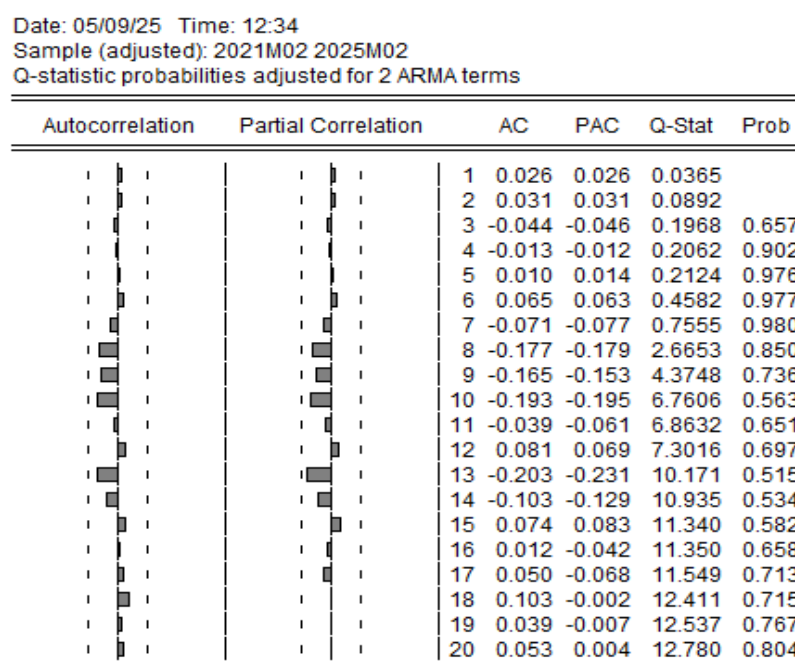 Date: 05/09/25 Time: 12:34
Sample (adjusted): 2021M02 2025M02
Q-statistic probabilities adjusted for 2 ARMA terms
Autocorrelation Partial Correlation AC PAC Q-Stat Prob
1 0.026 0.026 0.0365
2 0.031 0.031 0.0892
3 -0.044 -0.046 0.1968 0.657
4 -0.013 -0.012 0.2062 0.902
5 0.010 0.014 0.2124 0.976
6 0.065 0.063 0.4582 0.977
7 -0.071 -0.077 0.7555 0.980
8 -0.177 -0.179 2.6653 0.850
9 -0.165 -0.153 4.3748 0.736
10 -0.193 -0.195 6.7606 0.563
11 -0.039 -0.061 6.8632 0.651
12 0.081 0.069 7.3016 0.697
13 -0.203 -0.231 10.171 0.515
14 -0.103 -0.129 10.935 0.534
15 0.074 0.083 11.340 0.582
16 0.012 -0.042 11.350 0.658
17 0.050 -0.068 11.549 0.713
18 0.103 -0.002 12.411 0.715
19 0.039 -0.007 12.537 0.767
20 0.053 0.004 12.780 0.804